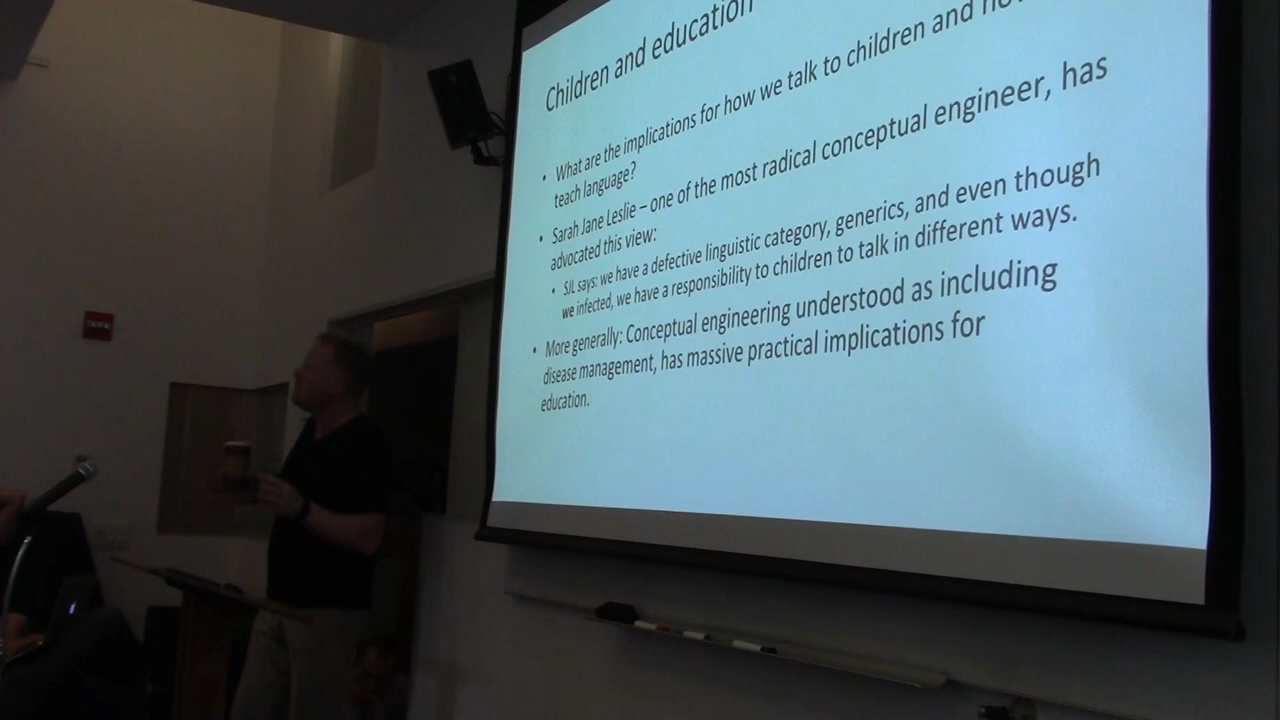 Children and education
• What are the implications for how we talk to children and
teach language?
• Sarah Jane Leslie – one of the most radical conceptual engineer, has
advocated this view:
• SJL says: we have a defective linguistic category, generics, and even though
we infected, we have a responsibility to children to talk in different ways.
• More generally: Conceptual engineering understood as including
disease management, has massive practical implications for
education.